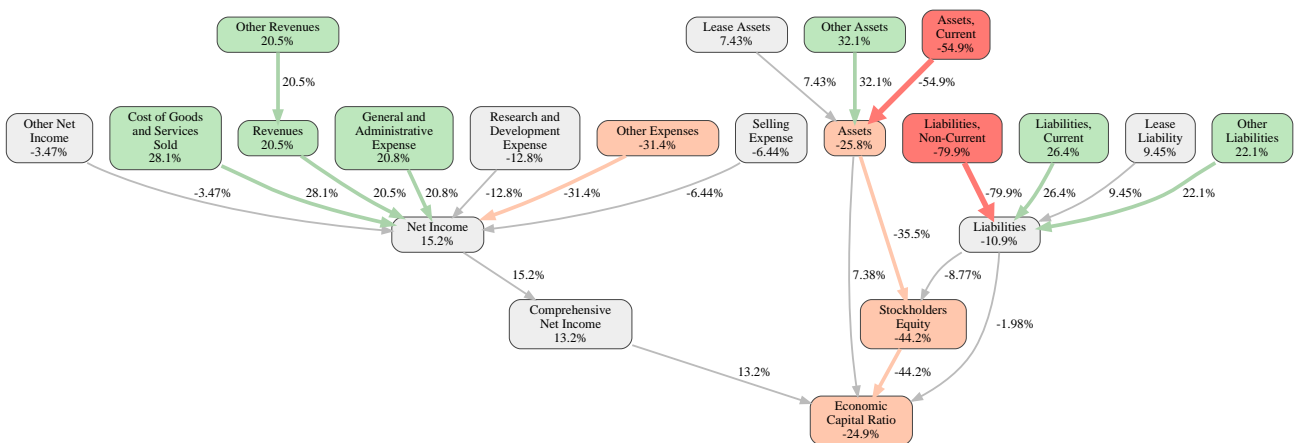 Other Revenues
20.5%
Lease Assets
7.43%
Other Assets
32.1%
Assets,
Current
-54.9%
20.5%
7.43%
32.1%
-54.9%
Other Net
Income
-3.47%
Cost of Goods
and Services
Sold
28.1%
Revenues
20.5%
General and
Administrative
Expense
20.8%
Research and
Development
Expense
-12.8%
Other Expenses
-31.4%
Selling
Expense
-6.44%
Assets
-25.8%
Liabilities,
Non-Current
-79.9%
Liabilities,
Current
26.4%
Lease
Liability
9.45%
Other
Liabilities
22.1%
-3.47%
28.1%
20.5%
20.8%
-12.8%
-31.4%
-6.44%
-79.9%
26.4%
9.45%
22.1%
Net Income
15.2%
-35.5%
Liabilities
-10.9%
15.2%
7.38%
-8.77%
Comprehensive
Net Income
13.2%
Stockholders
Equity
-44.2%
-1.98%
13.2%
-44.2%
Economic
Capital Ratio
-24.9%